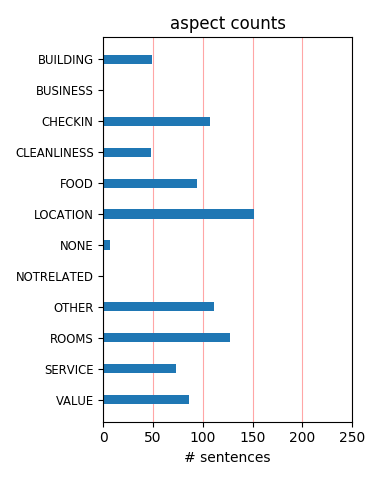 aspect counts
BUILDING
BUSINESS
CHECKIN
CLEANLINESS
FOOD
LOCATION
NONE
NOTRELATED
OTHER
ROOMS
SERVICE
VALUE
0 50 100 150 200 250
# sentences